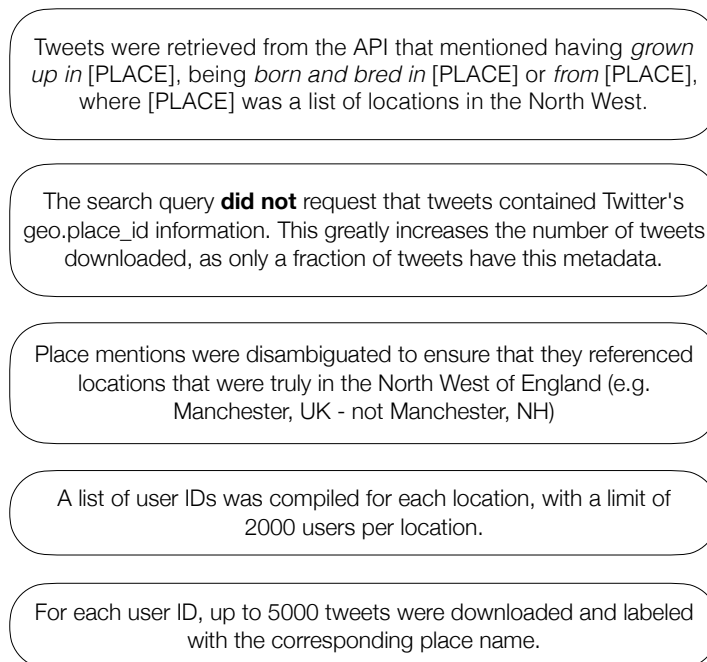 Tweets were retrieved from the API that mentioned having grown
up in [PLACE], being born and bred in [PLACE] or from [PLACE],
where [PLACE] was a list of locations in the North West.
The search query did not request that tweets contained Twitter's
geo.place_id information. This greatly increases the number of tweets
downloaded, as only a fraction of tweets have this metadata.
Place mentions were disambiguated to ensure that they referenced
locations that were truly in the North West of England (e.g.
Manchester, UK - not Manchester, NH)
A list of user IDs was compiled for each location, with a limit of
2000 users per location.
For each user ID, up to 5000 tweets were downloaded and labeled
with the corresponding place name.